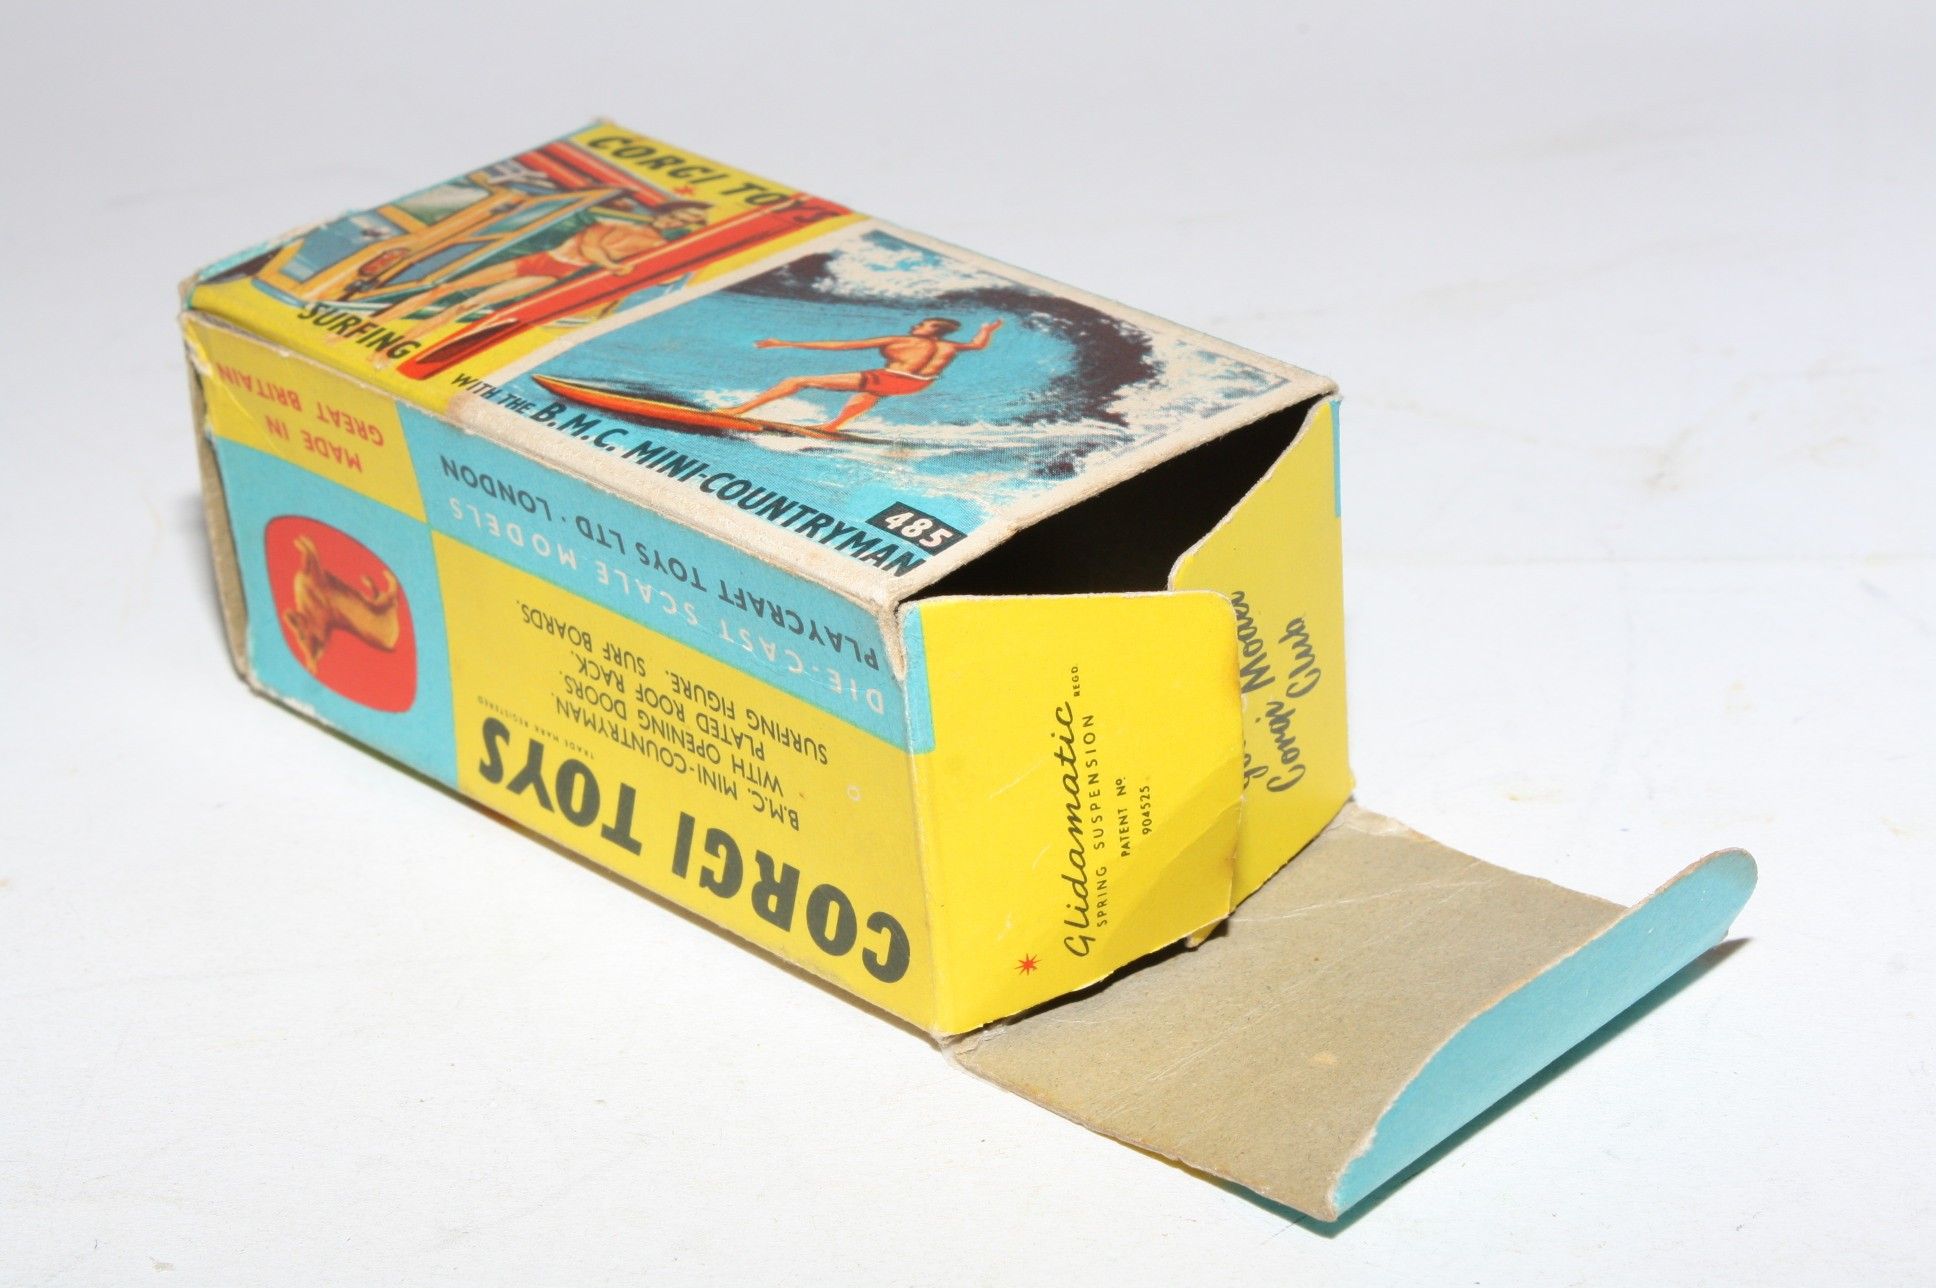 CORGI TOYS
SURFING
WITH THE B.M.C. MINI-COUNTRYMAN
485
MADE IN
GREAT BRITAIN
CORGI TOYS
TRADE MARK REGISTERED
B.M.C. MINI-COUNTRYMAN
WITH OPENING DOORS.
PLATED ROOF RACK.
SURFING FIGURE. SURF BOARDS.
DIE-CAST SCALE MODELS
PLAYCRAFT TOYS LTD · LONDON
Glidamatic REGD
SPRING SUSPENSION
PATENT No.
904525
Corgi Club